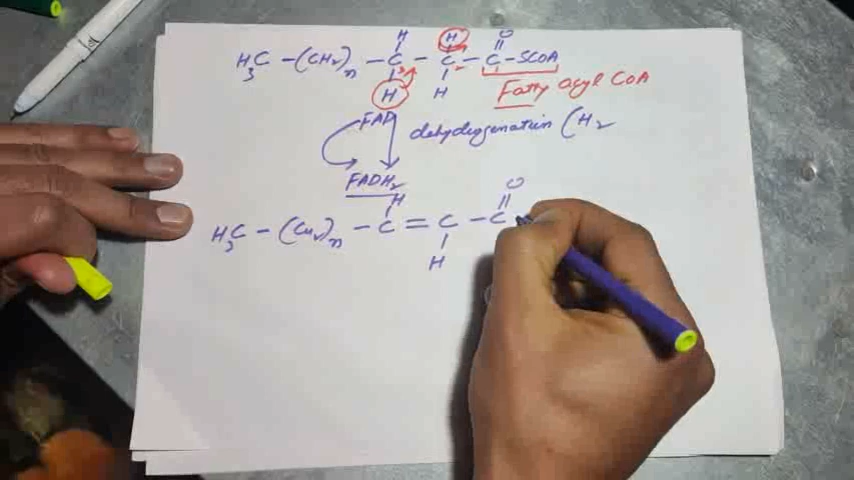 H O
H₃C – (CH₂)n – C – C – C – SCOA
H H Fatty acyl CoA
FAD dehydrogenation (H₂
FADH₂ O
H
H₃C – (CH₂)n – C = C – C
H